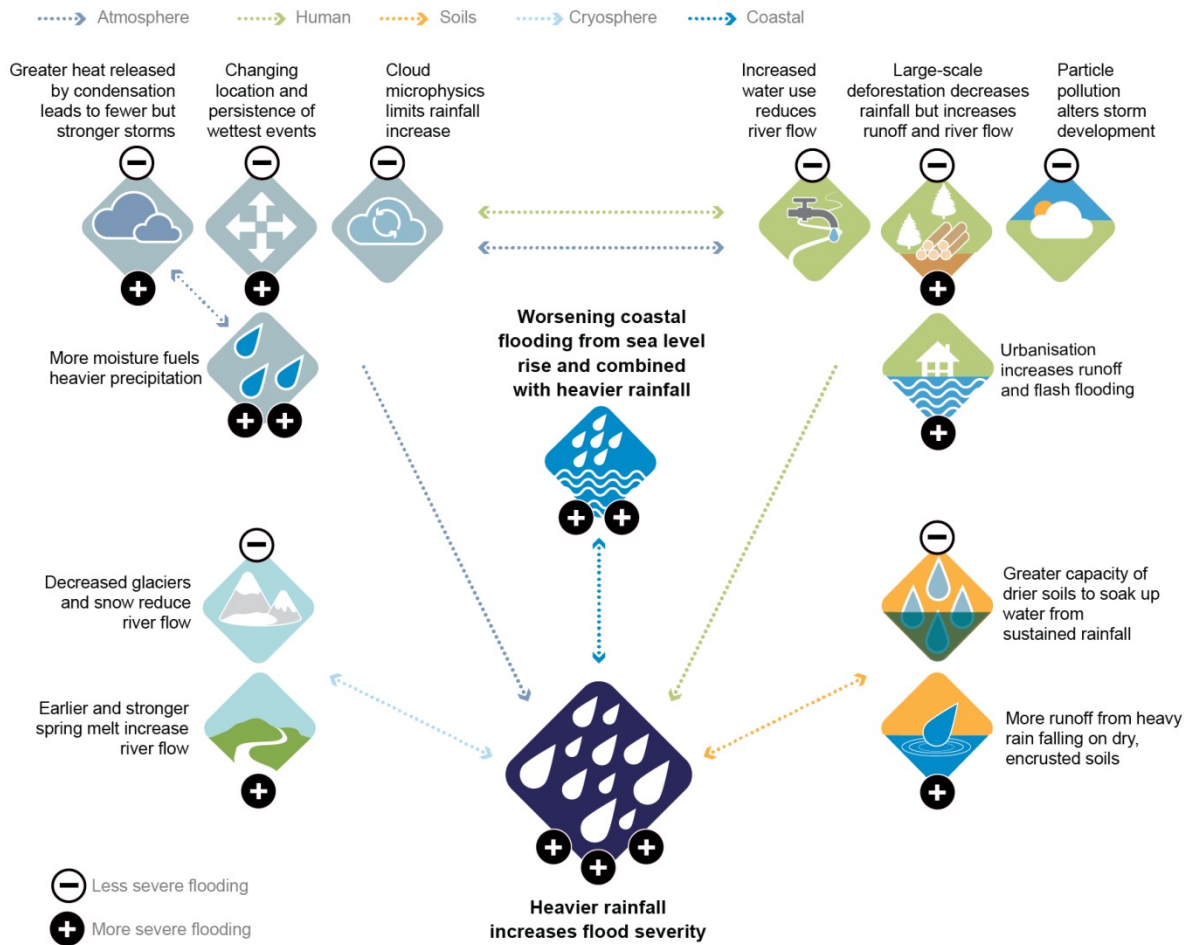 Atmosphere
Human
Soils
Cryosphere
Coastal
Greater heat released
by condensation
leads to fewer but
stronger storms
Changing
location and
persistence of
wettest events
Cloud
microphysics
limits rainfall
increase
Increased
water use
reduces
river flow
Large-scale
deforestation decreases
rainfall but increases
runoff and river flow
Particle
pollution
alters storm
development
More moisture fuels
heavier precipitation
Worsening coastal
flooding from sea level
rise and combined
with heavier rainfall
Urbanisation
increases runoff
and flash flooding
Decreased glaciers
and snow reduce
river flow
Greater capacity of
drier soils to soak up
water from
sustained rainfall
Earlier and stronger
spring melt increase
river flow
More runoff from heavy
rain falling on dry,
encrusted soils
Less severe flooding
More severe flooding
Heavier rainfall
increases flood severity